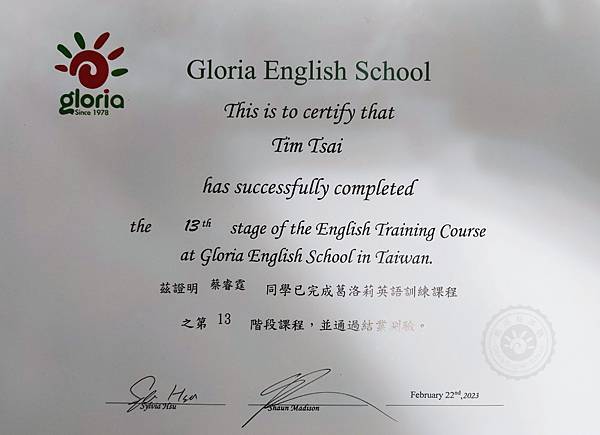 gloria
Since 1978
Gloria English School
This is to certify that
Tim Tsai
has successfully completed
the 13th stage of the English Training Course
at Gloria English School in Taiwan.
茲證明 蔡睿霆 同學已完成葛洛莉英語訓練課程
之第 13 階段課程，並通過結業測驗。
Sylvia Hsu
Sylvia Hsu
Shaun Madison
February 22nd,2023